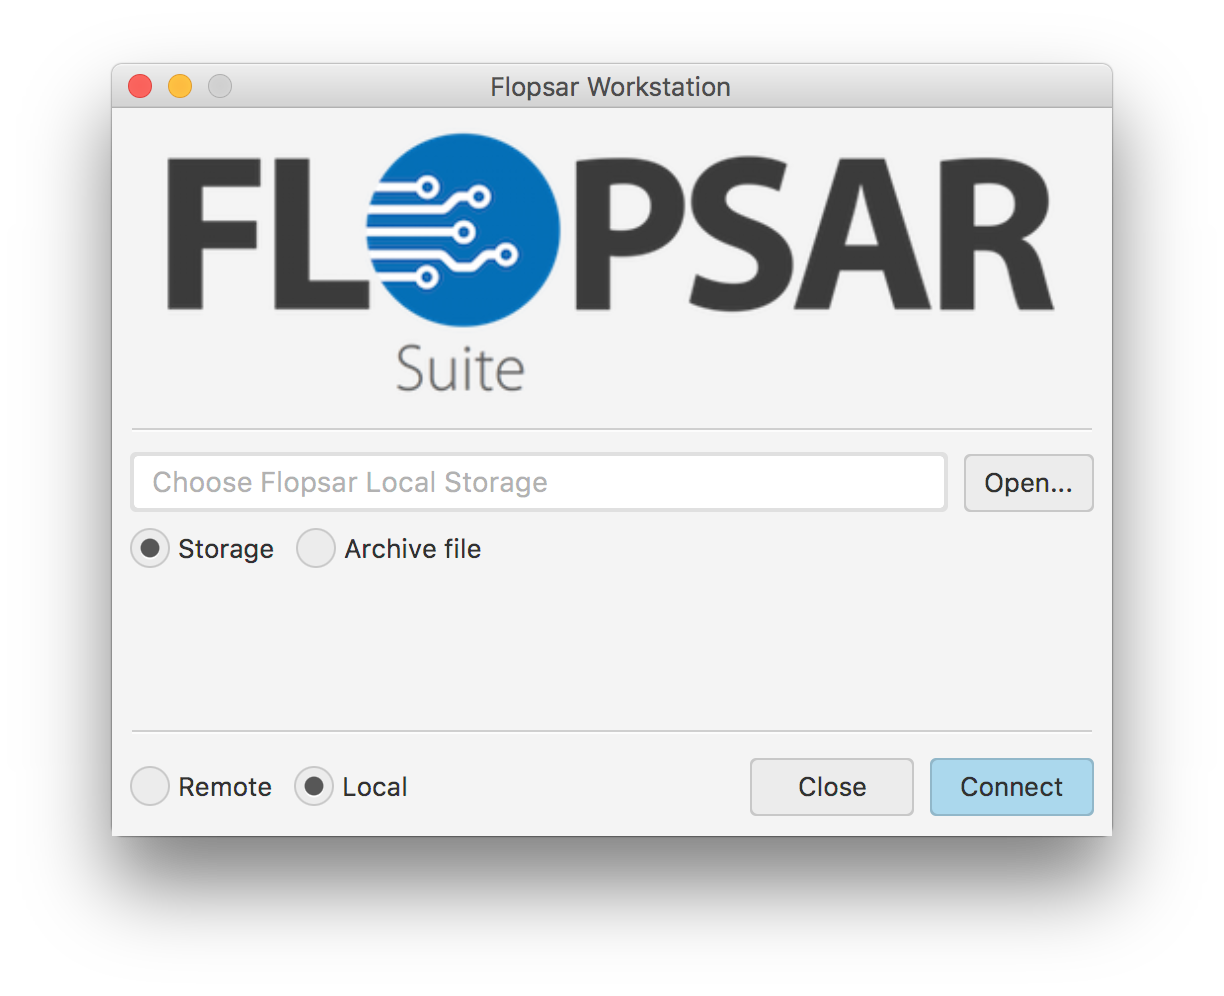 Flopsar Workstation
FLOPSAR
Suite
Choose Flopsar Local Storage Open...
Storage Archive file
Remote Local Close Connect